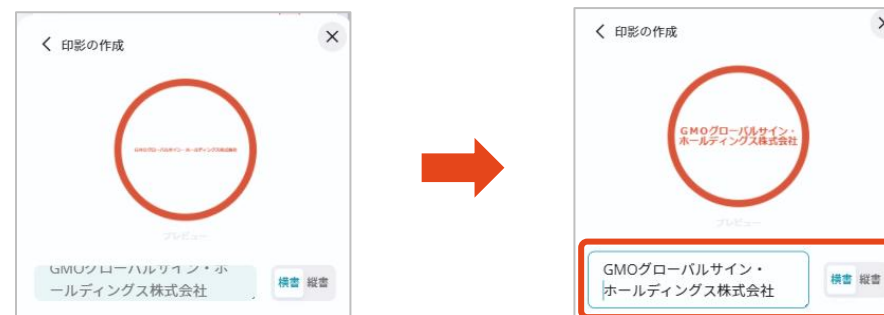 印影の作成
GMOグローバルサイン・ホールディングス株式会社
プレビュー
GMOグローバルサイン・ホ
ールディングス株式会社
横書 縦書
印影の作成
GMOグローバルサイン・
ホールディングス株式会社
プレビュー
GMOグローバルサイン・
ホールディングス株式会社
横書 縦書